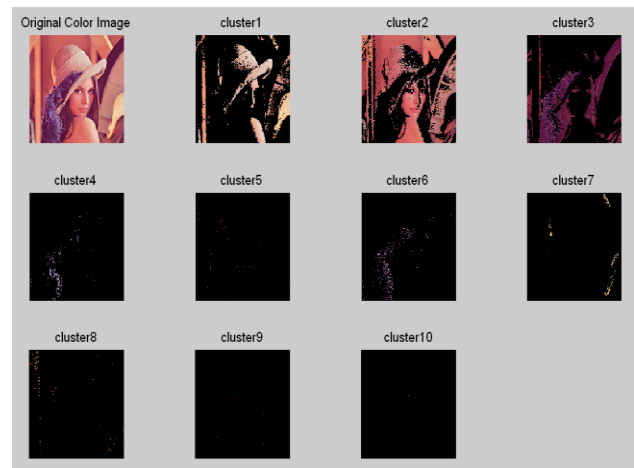 Original Color Image cluster1 cluster2 cluster3
cluster4 cluster5 cluster6 cluster7
cluster8 cluster9 cluster10